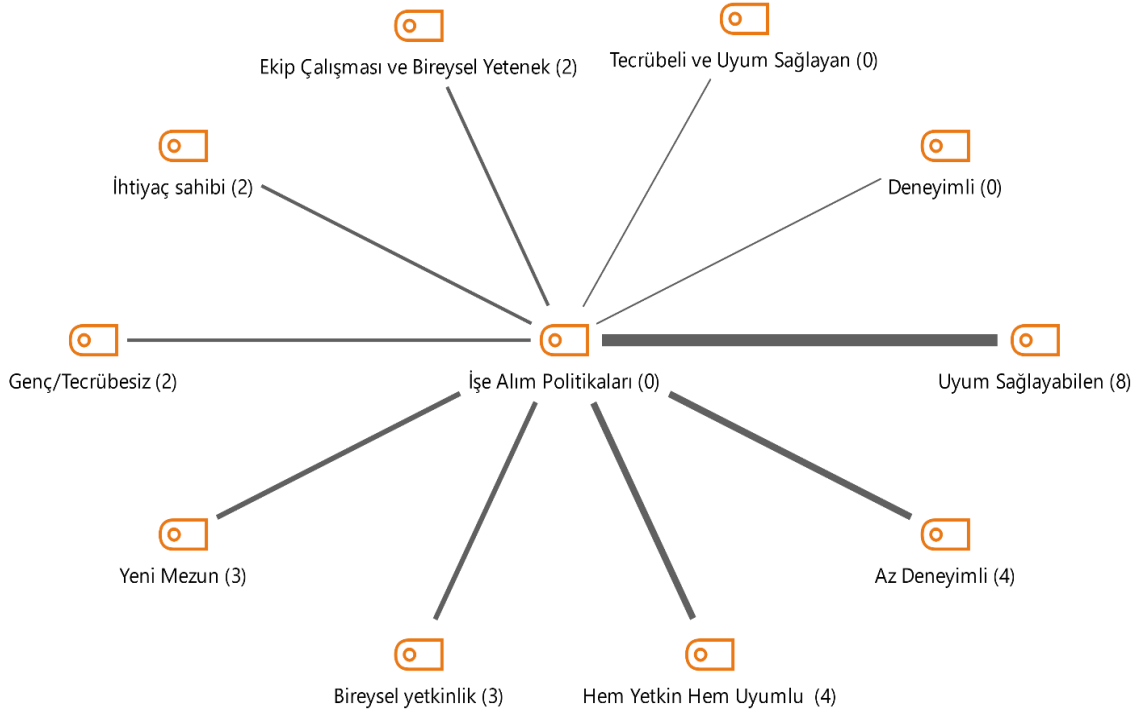 Tecrübeli ve Uyum Sağlayan (0)
Ekip Çalışması ve Bireysel Yetenek (2)
İhtiyaç sahibi (2)
Deneyimli (0)
Genç/Tecrübesiz (2)
İşe Alım Politikaları (0)
Uyum Sağlayabilen (8)
Yeni Mezun (3)
Az Deneyimli (4)
Bireysel yetkinlik (3)
Hem Yetkin Hem Uyumlu (4)